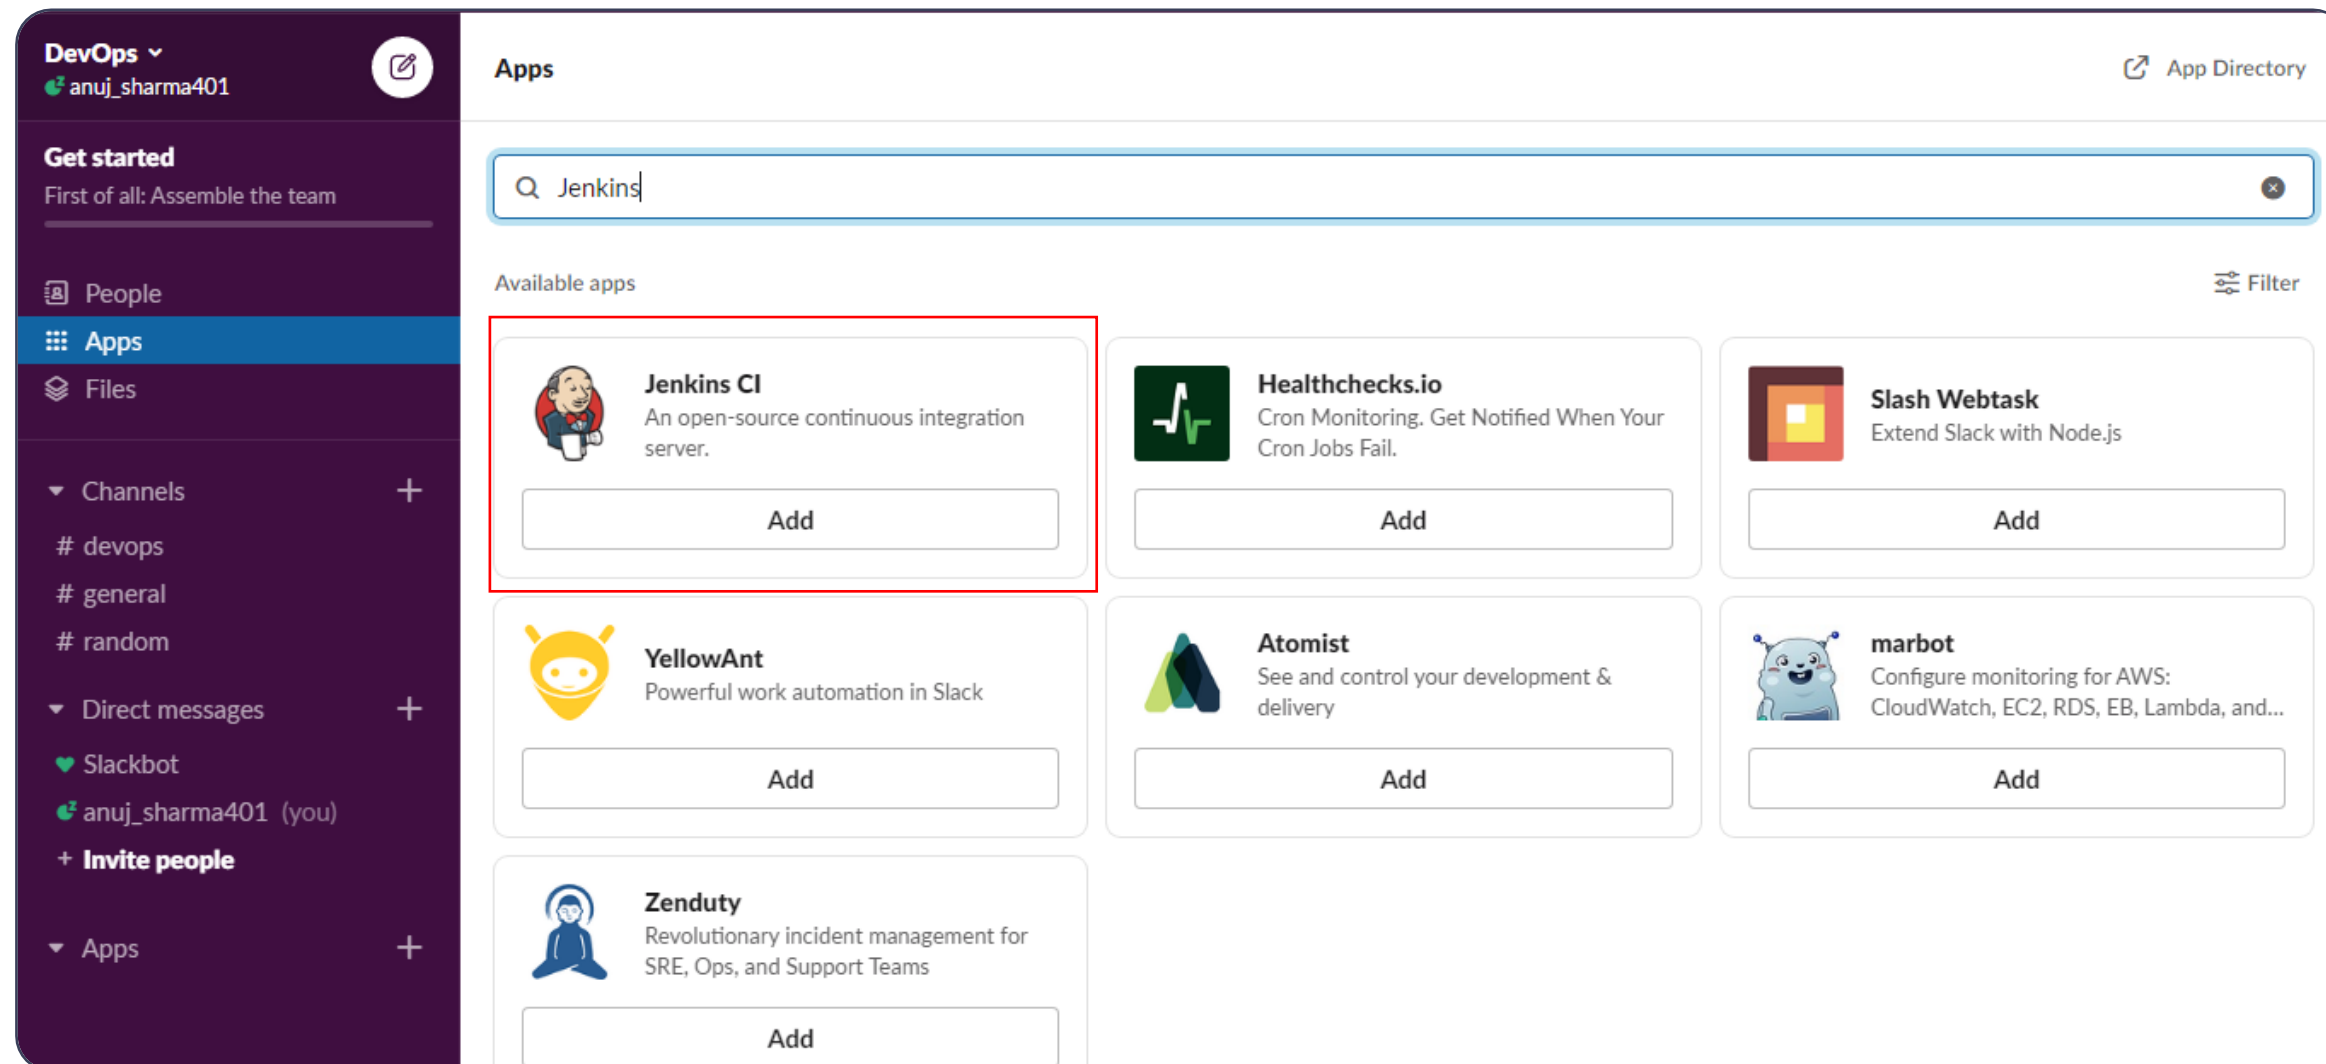 DevOps
anuj_sharma401
Get started
First of all: Assemble the team
People
Apps
Files
Channels
# devops
# general
# random
Direct messages
Slackbot
anuj_sharma401 (you)
+ Invite people
Apps
Apps
App Directory
Jenkins
Available apps
Filter
Jenkins CI
An open-source continuous integration
server.
Add
Healthchecks.io
Cron Monitoring. Get Notified When Your
Cron Jobs Fail.
Add
Slash Webtask
Extend Slack with Node.js
Add
YellowAnt
Powerful work automation in Slack
Add
Atomist
See and control your development &
delivery
Add
marbot
Configure monitoring for AWS:
CloudWatch, EC2, RDS, EB, Lambda, and...
Add
Zenduty
Revolutionary incident management for
SRE, Ops, and Support Teams
Add